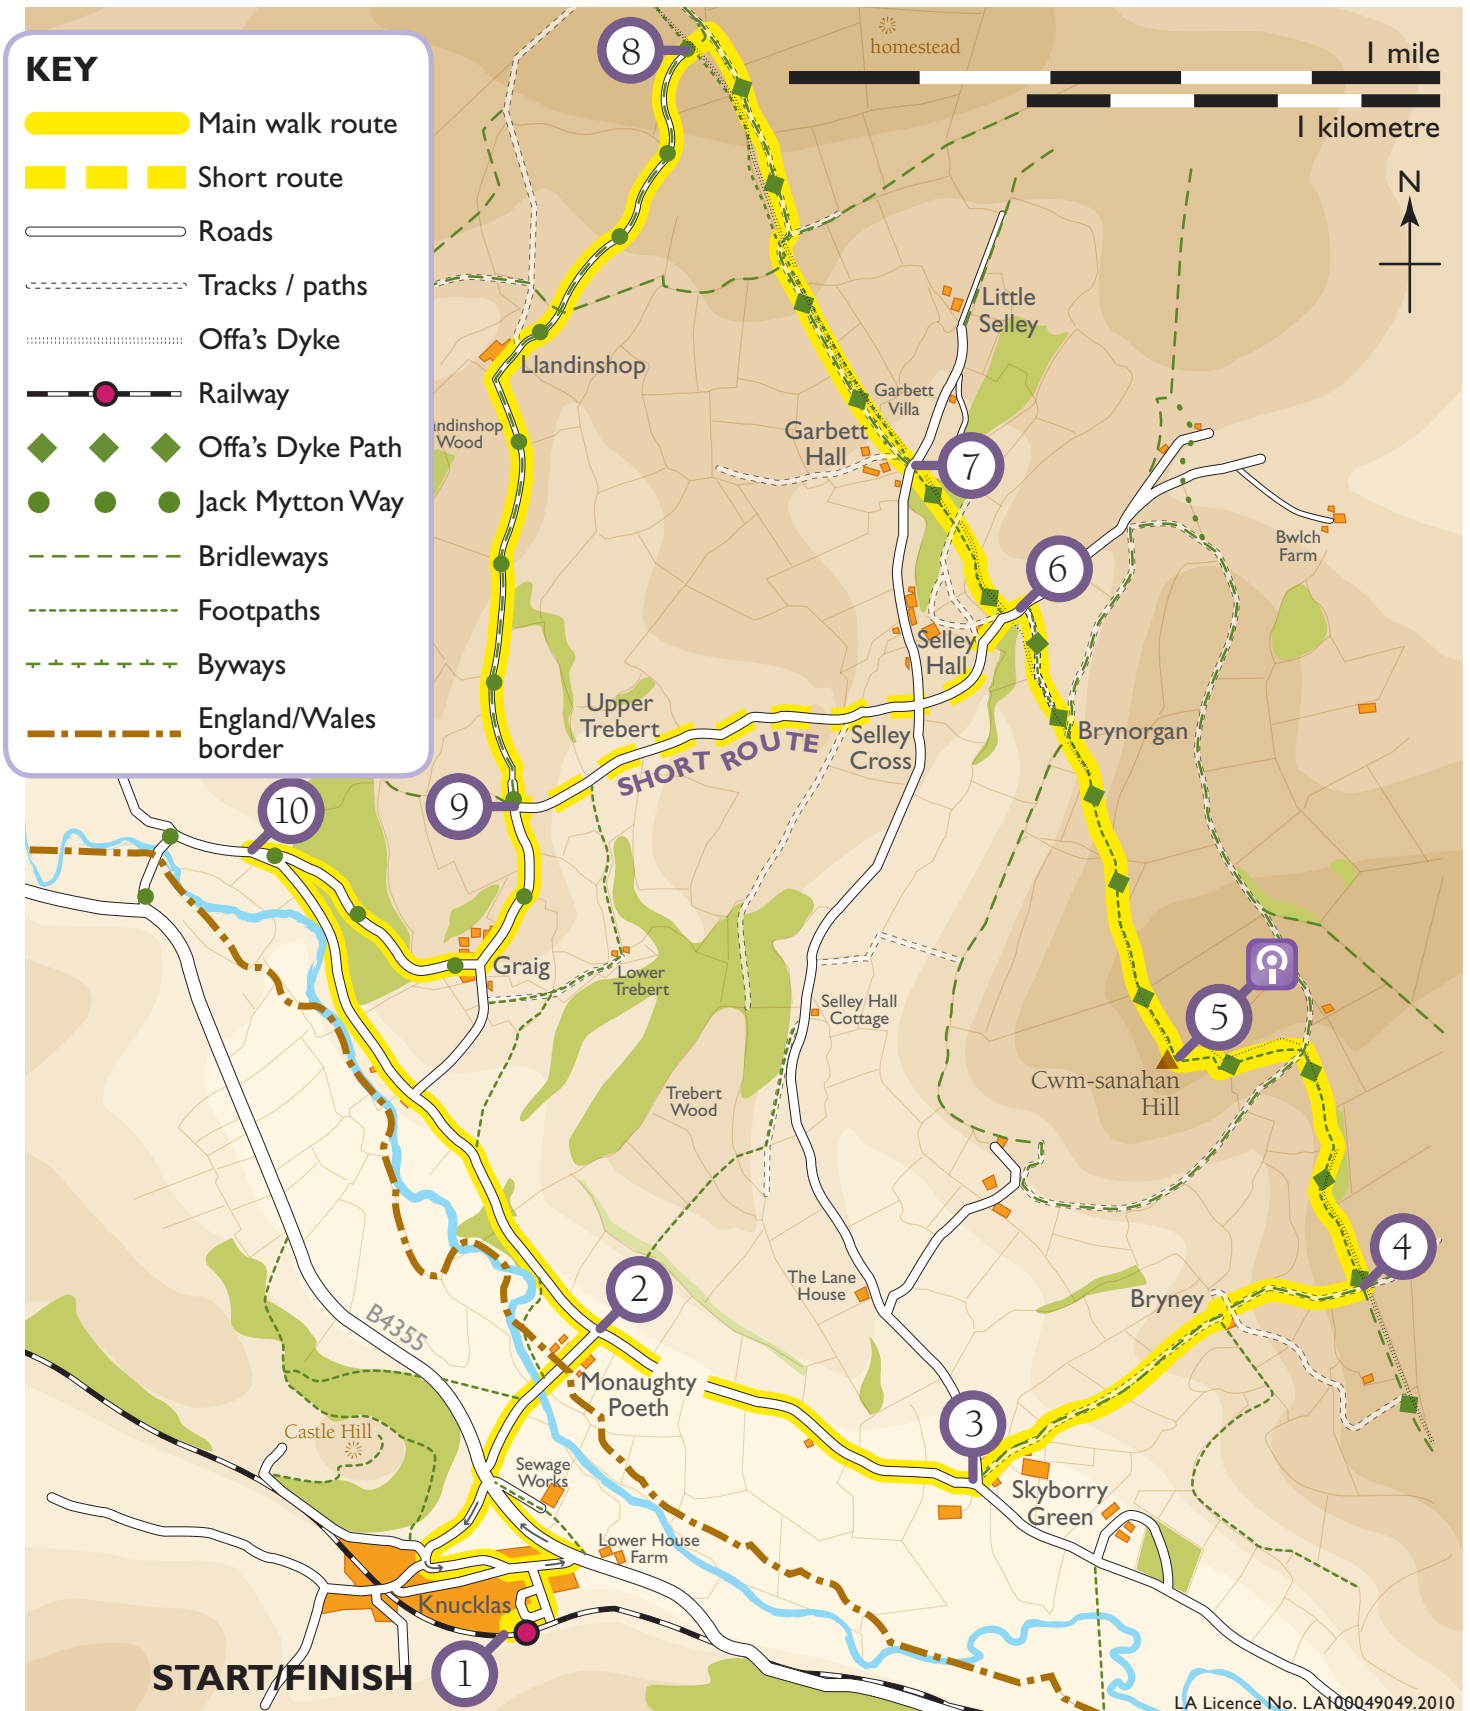 KEY
Main walk route
Short route
Roads
Tracks / paths
Offa's Dyke
Railway
Offa's Dyke Path
Jack Mytton Way
Bridleways
Footpaths
Byways
England/Wales
border
8
homestead
1 mile
1 kilometre
N
Little
Selley
Llandinshop
andinshop
Wood
Garbett
Villa
Garbett
Hall
7
Bwlch
Farm
6
Selley
Hall
Upper
Trebert
SHORT ROUTE
Selley
Cross
Brynorgan
10
9
Graig
Lower
Trebert
Selley Hall
Cottage
5
Cwm-sanahan
Hill
Trebert
Wood
4
The Lane
House
Bryney
2
B4355
Monaughty
Poeth
3
Castle Hill
Sewage
Works
Skyborry
Green
Lower House
Farm
Knucklas
1
START/FINISH
LA Licence No. LA100049049.2010